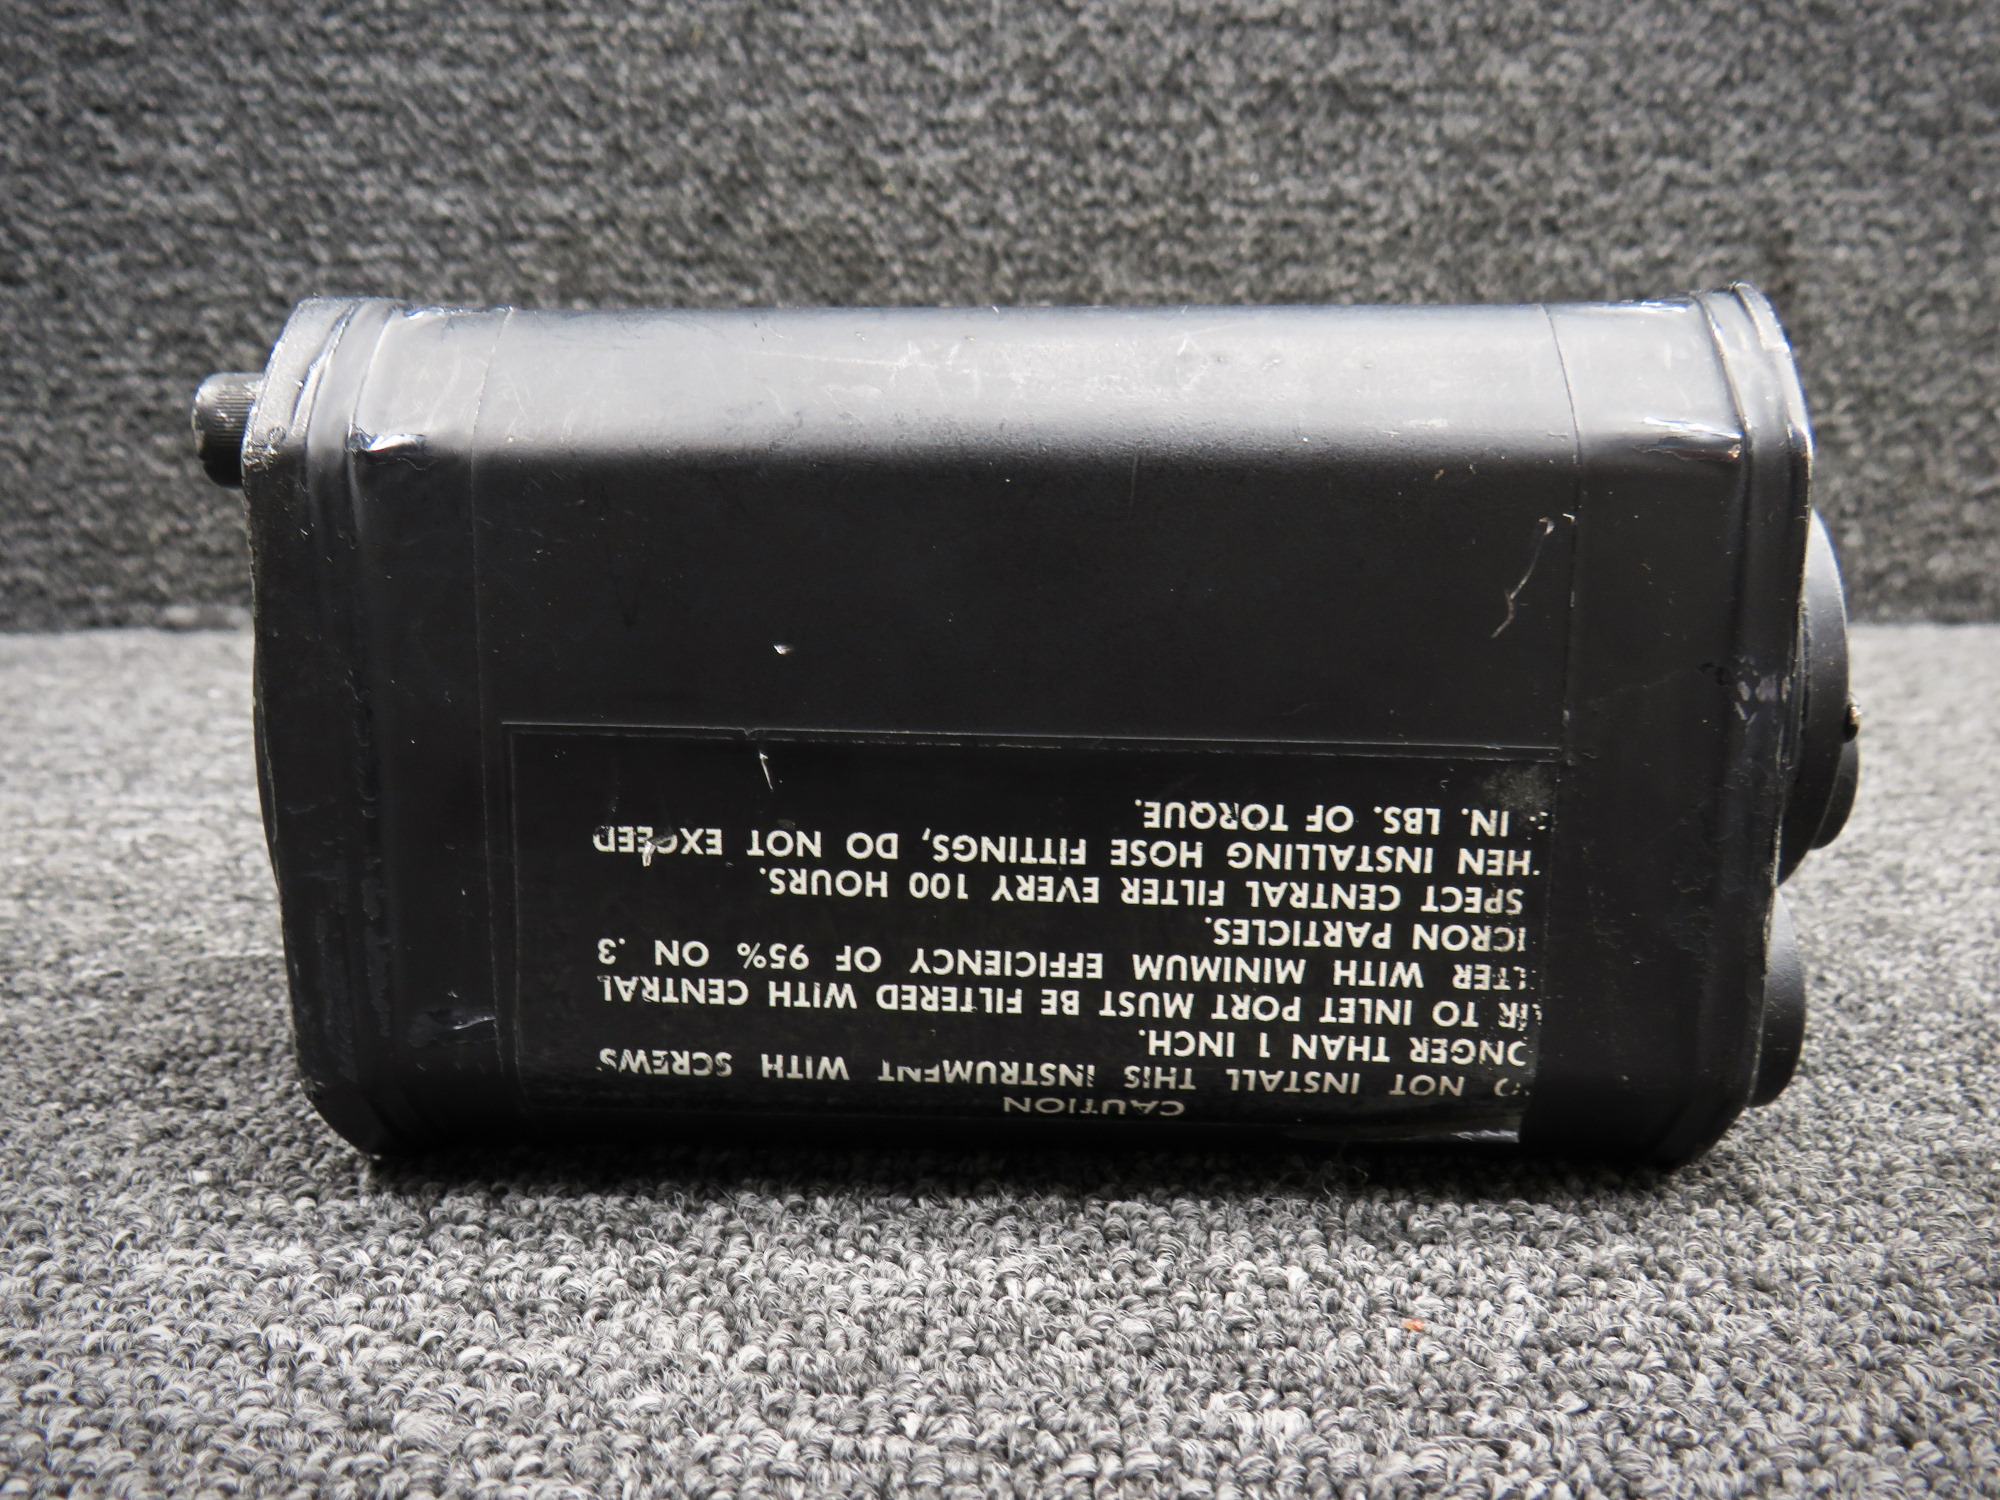 CAUTION
NOT INSTALL THIS INSTRUMENT WITH SCREWS
ONGER THAN 1 INCH.
TO INLET PORT MUST BE FILTERED WITH CENTRAL
LTER WITH MINIMUM EFFICIENCY OF 95% ON .3
ICRON PARTICLES.
SPECT CENTRAL FILTER EVERY 100 HOURS.
HEN INSTALLING HOSE FITTINGS, DO NOT EXCEED
IN. LBS. OF TORQUE.